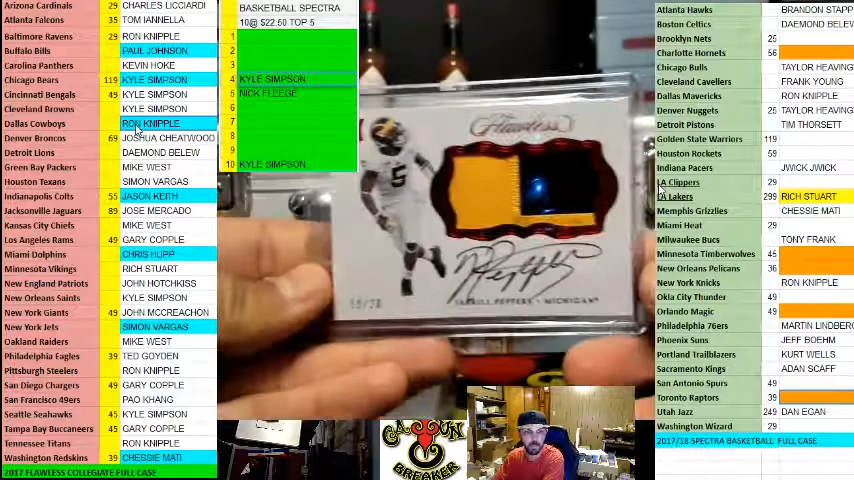 Arizona Cardinals 29 CHARLES LICCIARDI
Atlanta Falcons 35 TOM IANNELLA
Baltimore Ravens 29 RON KNIPPLE
Buffalo Bills PAUL JOHNSON
Carolina Panthers KEVIN HOKE
Chicago Bears 119 KYLE SIMPSON
Cincinnati Bengals 49 KYLE SIMPSON
Cleveland Browns KYLE SIMPSON
Dallas Cowboys RON KNIPPLE
Denver Broncos 69 JOSHUA CHEATWOOD
Detroit Lions DAEMOND BELEW
Green Bay Packers MIKE WEST
Houston Texans SIMON VARGAS
Indianapolis Colts 55 JASON KEITH
Jacksonville Jaguars 89 JOSE MERCADO
Kansas City Chiefs MIKE WEST
Los Angeles Rams 49 GARY COPPLE
Miami Dolphins CHRIS HUPP
Minnesota Vikings RICH STUART
New England Patriots JOHN HOTCHKISS
New Orleans Saints KYLE SIMPSON
New York Giants 49 JOHN MCCREACHON
New York Jets SIMON VARGAS
Oakland Raiders MIKE WEST
Philadelphia Eagles 39 TED GOYDEN
Pittsburgh Steelers RON KNIPPLE
San Diego Chargers 49 GARY COPPLE
San Francisco 49ers PAO KHANG
Seattle Seahawks 45 KYLE SIMPSON
Tampa Bay Buccaneers 45 GARY COPPLE
Tennessee Titans RON KNIPPLE
Washington Redskins 39 CHESSIE MATI
2017 FLAWLESS COLLEGIATE FULL CASE
BASKETBALL SPECTRA
10@ $22.50 TOP 5
1
2
3
4 KYLE SIMPSON
5 NICK FLEEGE
6
7
8
9
10 KYLE SIMPSON
Flawless
5
JABRILL PEPPERS • MICHIGAN
CAJUN
BREAKER
Atlanta Hawks BRANDON STAPP
Boston Celtics DAEMOND BELEW
Brooklyn Nets 25
Charlotte Hornets 56
Chicago Bulls TAYLOR HEAVING
Cleveland Caveliers FRANK YOUNG
Dallas Mavericks RON KNIPPLE
Denver Nuggets 25 TAYLOR HEAVING
Detroit Pistons TIM THORSETT
Golden State Warriors 119
Houston Rockets 59
Indiana Pacers JWICK JWICK
LA Clippers 29
LA Lakers 299 RICH STUART
Memphis Grizzlies CHESSIE MATI
Miami Heat 29
Milwaukee Bucs TONY FRANK
Minnesota Timberwolves 45
New Orleans Pelicans 36
New York Knicks RON KNIPPLE
Okla City Thunder 49
Orlando Magic 49
Philadelphia 76ers MARTIN LINDBERG
Phoenix Suns JEFF BOEHM
Portland Trailblazers KURT WELLS
Sacramento Kings ADAN SCAFF
San Antonio Spurs 49
Toronto Raptors 39
Utah Jazz 249 DAN EGAN
Washington Wizard 29
2017/18 SPECTRA BASKETBALL FULL CASE